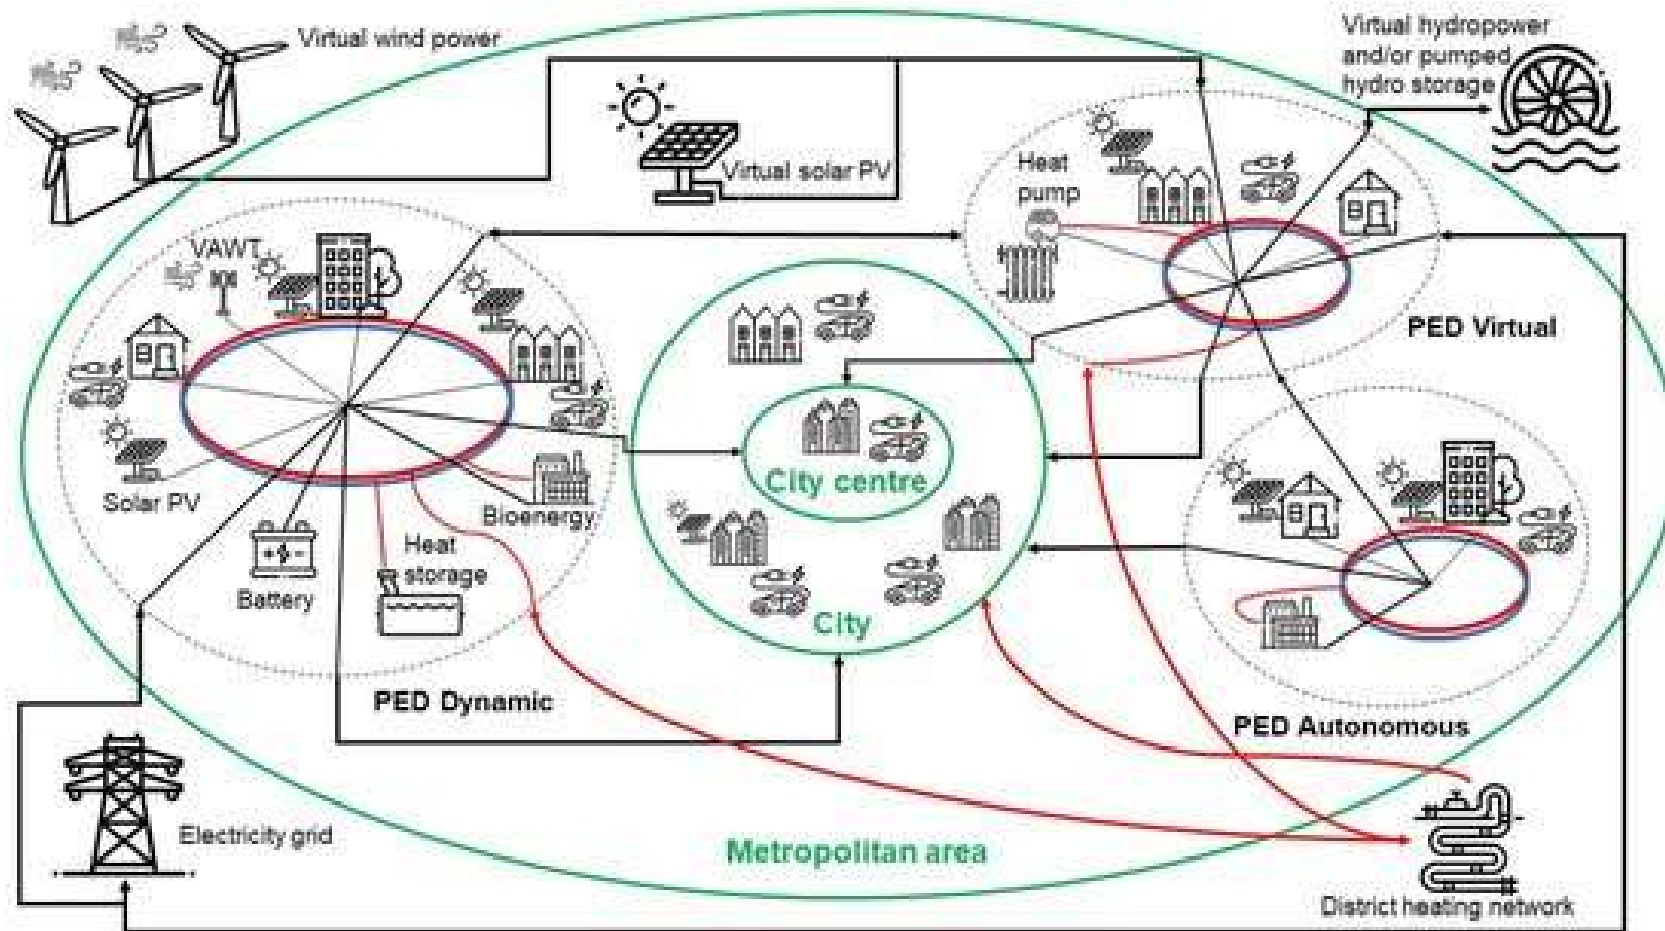 Virtual wind power
Virtual hydropower
and/or pumped
hydro storage
Virtual solar PV
Heat
pump
VAWT
PED Virtual
Solar PV
City centre
Bioenergy
Heat
storage
Battery
City
PED Dynamic
PED Autonomous
Electricity grid
Metropolitan area
District heating network